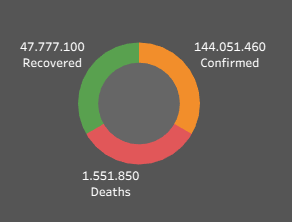 47.777.100
Recovered
144.051.460
Confirmed
1.551.850
Deaths